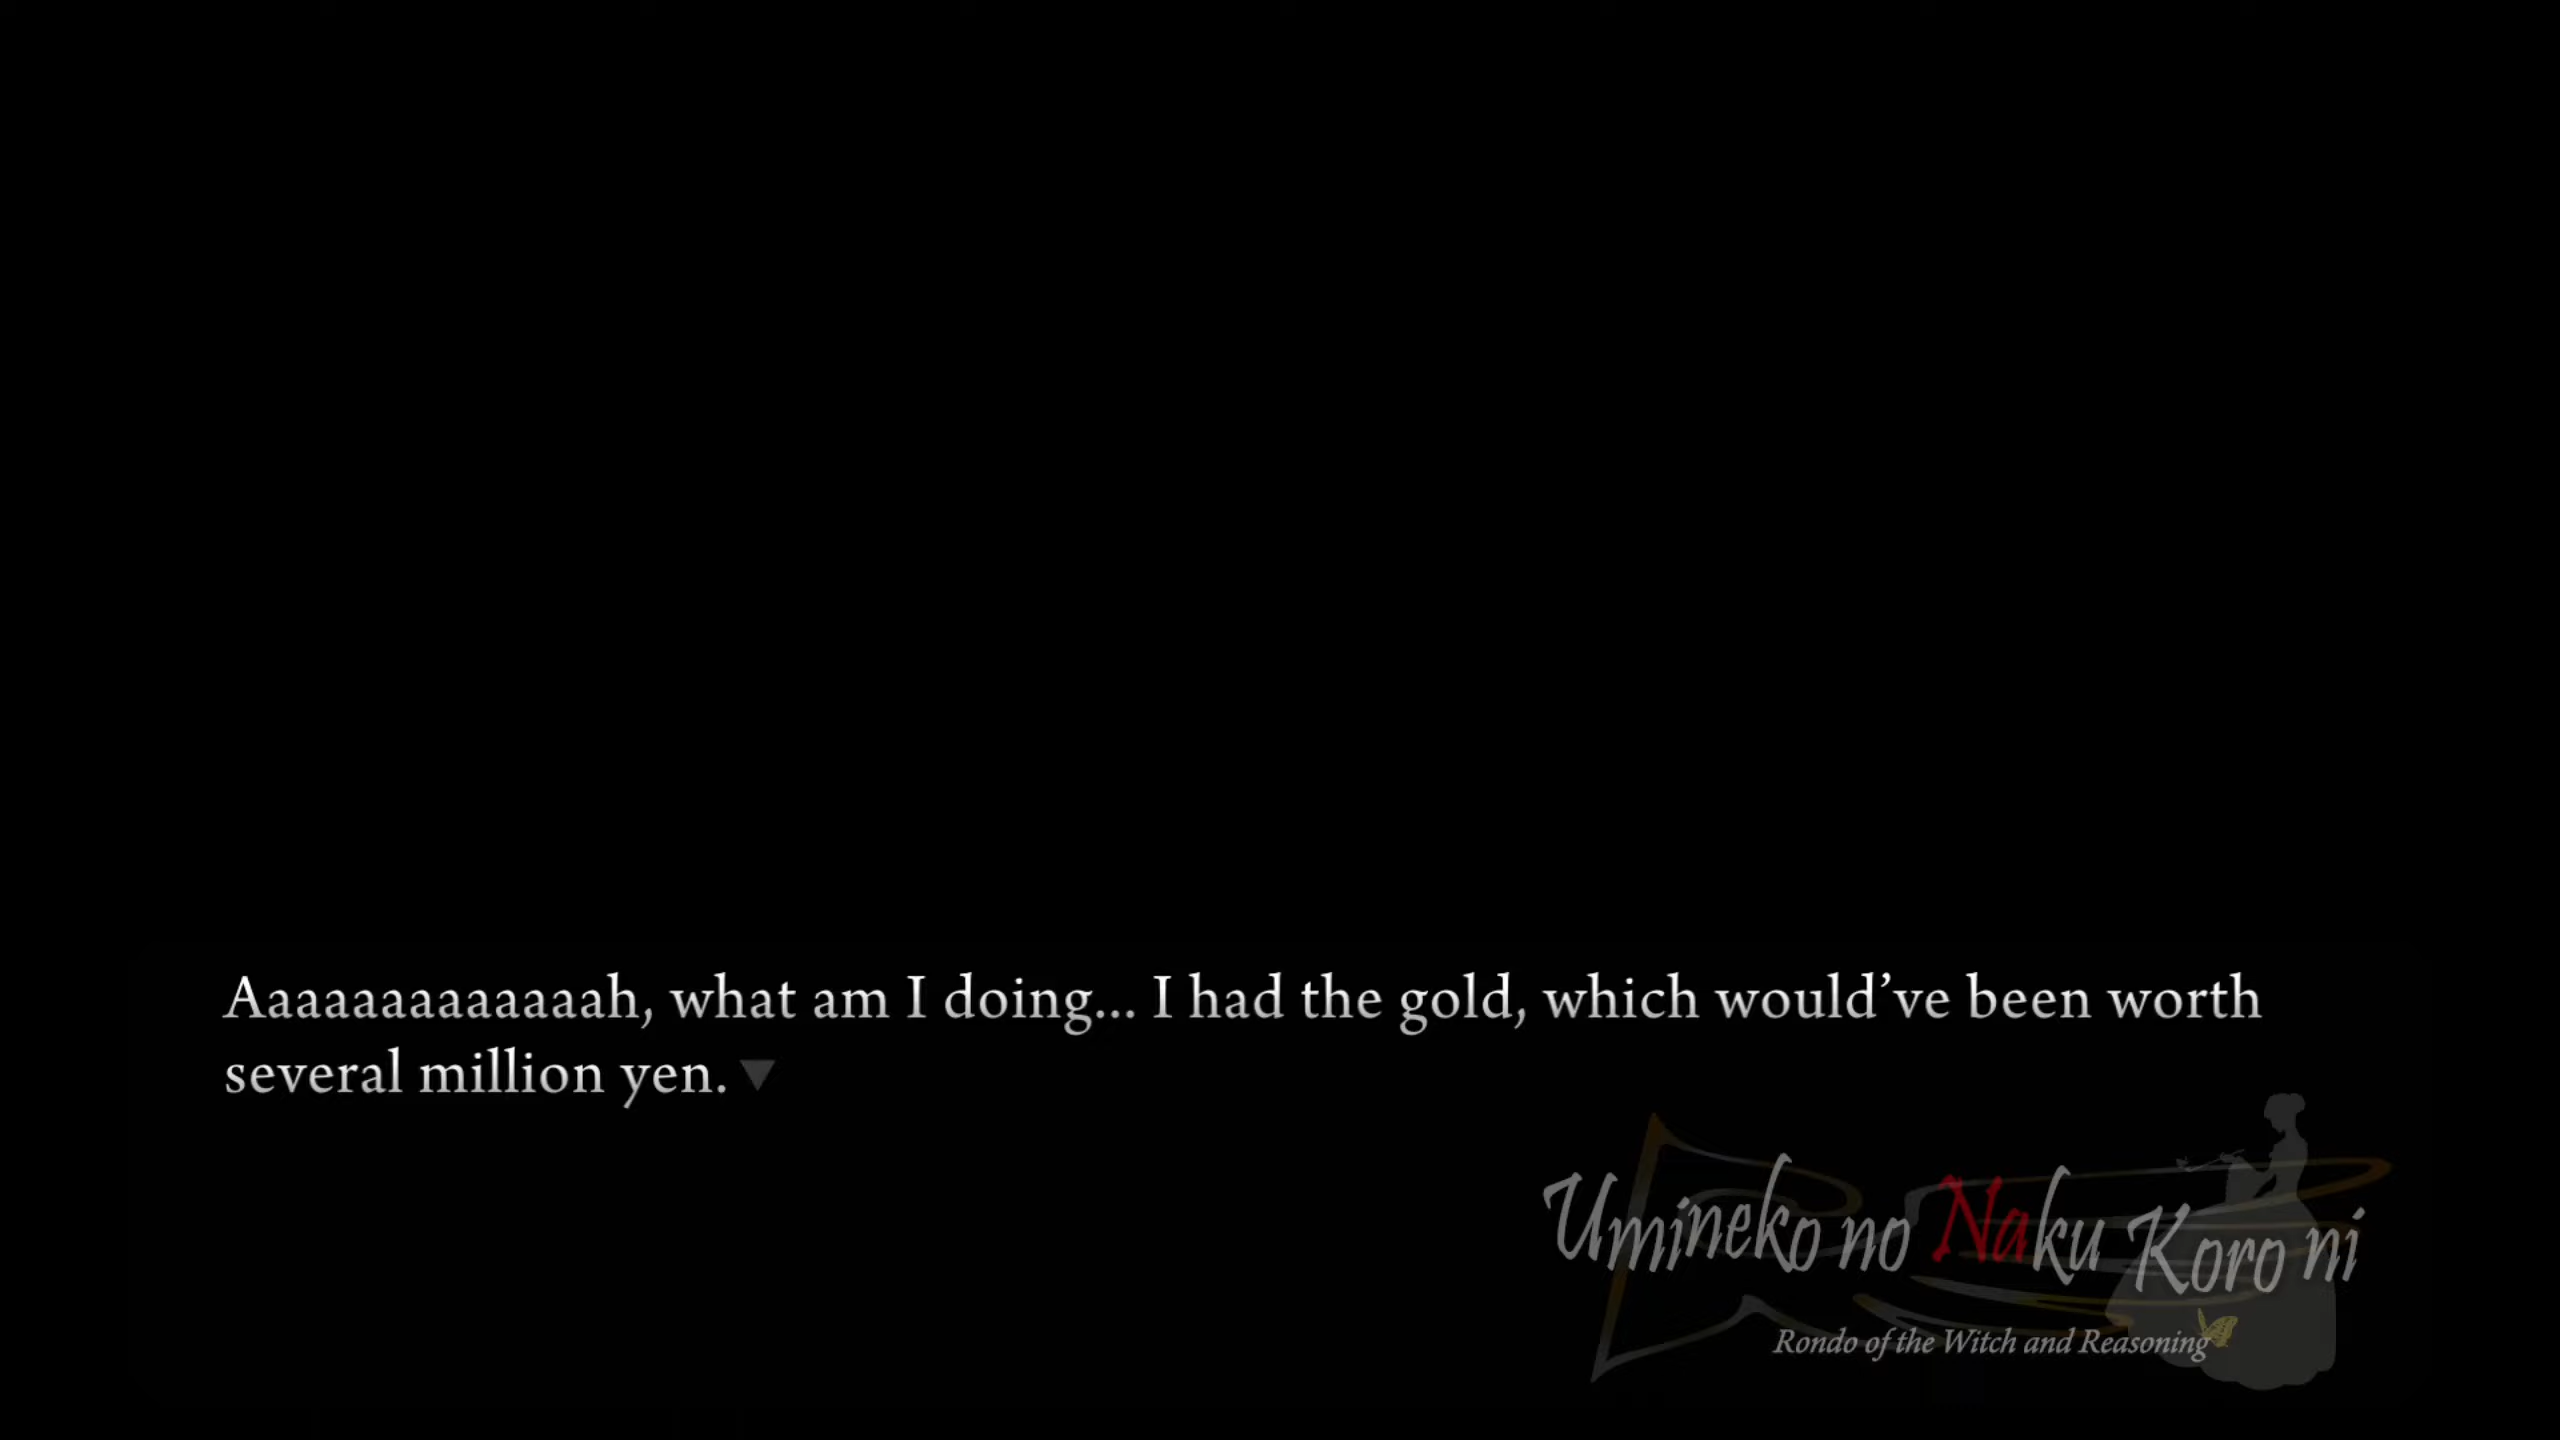 Aaaaaaaaaaaaah, what am I doing... I had the gold, which would’ve been worth
several million yen.
Umineko no Naku Koro ni
Rondo of the Witch and Reasoning